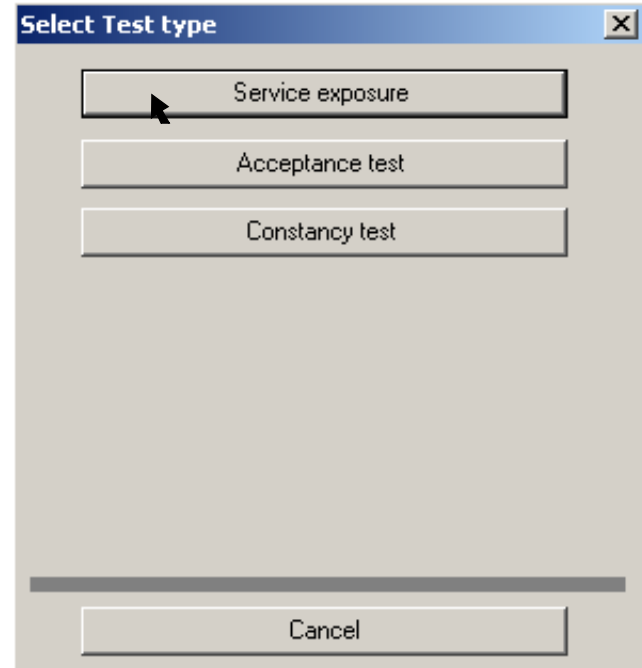 Select Test type
Service exposure
Acceptance test
Constancy test
Cancel